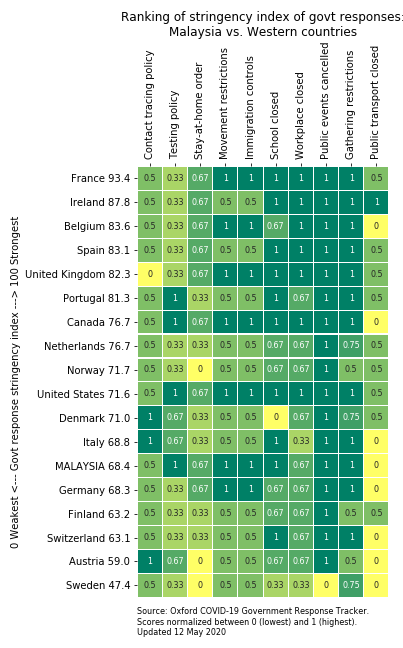 Ranking of stringency index of govt responses:
Malaysia vs. Western countries
Contact tracing policy
Testing policy
Stay-at-home order
Movement restrictions
Immigration controls
School closed
Workplace closed
Public events cancelled
Gathering restrictions
Public transport closed
0 Weakest <--- Govt response stringency index ---> 100 Strongest
France 93.4 0.5 0.33 0.67 1 1 1 1 1 1 0.5
Ireland 87.8 0.5 0.33 0.67 0.5 0.5 1 1 1 1 1
Belgium 83.6 0.5 0.33 0.67 1 1 0.67 1 1 1 0
Spain 83.1 0.5 0.33 0.67 0.5 0.5 1 1 1 1 0.5
United Kingdom 82.3 0 0.33 0.67 1 1 1 1 1 1 0.5
Portugal 81.3 0.5 1 0.33 0.5 0.5 1 0.67 1 1 0.5
Canada 76.7 0.5 1 0.67 1 1 1 1 1 1 0
Netherlands 76.7 0.5 0.33 0.33 0.5 0.5 0.67 0.67 1 0.75 0.5
Norway 71.7 0.5 0.33 0 0.5 0.5 0.67 0.67 1 0.5 0.5
United States 71.6 0.5 1 0.67 1 1 1 1 1 1 0.5
Denmark 71.0 1 0.67 0.33 0.5 0.5 0 0.67 1 0.75 0.5
Italy 68.8 1 0.67 0.33 0.5 0.5 1 0.33 1 1 0
MALAYSIA 68.4 0.5 1 0.67 1 1 1 0.67 1 1 0
Germany 68.3 0.5 0.33 0.67 1 1 0.67 0.67 1 1 0
Finland 63.2 0.5 0.33 0.33 0.5 0.5 0.67 0.67 1 0.5 0.5
Switzerland 63.1 0.5 0.33 0.33 0.5 0.5 1 0.67 1 1 0
Austria 59.0 1 0.67 0 0.5 0.5 0.67 0.67 1 0.5 0
Sweden 47.4 0.5 0.33 0 0.5 0.5 0.33 0.33 0 0.75 0
Source: Oxford COVID-19 Government Response Tracker.
Scores normalized between 0 (lowest) and 1 (highest).
Updated 12 May 2020